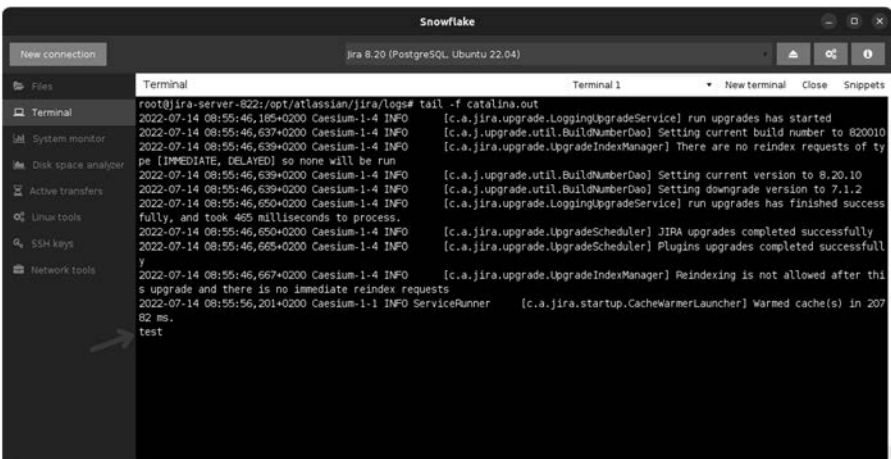 Snowflake
New connection
Jira 8.20 (PostgreSQL, Ubuntu 22.04)
Files
Terminal
System monitor
Disk space analyzer
Active transfers
Linux tools
SSH keys
Network tools
Terminal
Terminal 1
New terminal
Close
Snippets
root@jira-server-822:/opt/atlassian/jira/logs# tail -f catalina.out
2022-07-14 08:55:46,185+0200 Caesium-1-4 INFO [c.a.jira.upgrade.LoggingUpgradeService] run upgrades has started
2022-07-14 08:55:46,637+0200 Caesium-1-4 INFO [c.a.j.upgrade.util.BuildNumberDao] Setting current build number to 820010
2022-07-14 08:55:46,639+0200 Caesium-1-4 INFO [c.a.jira.upgrade.UpgradeIndexManager] There are no reindex requests of ty
pe [IMMEDIATE, DELAYED] so none will be run
2022-07-14 08:55:46,639+0200 Caesium-1-4 INFO [c.a.j.upgrade.util.BuildNumberDao] Setting current version to 8.20.10
2022-07-14 08:55:46,639+0200 Caesium-1-4 INFO [c.a.j.upgrade.util.BuildNumberDao] Setting downgrade version to 7.1.2
2022-07-14 08:55:46,650+0200 Caesium-1-4 INFO [c.a.jira.upgrade.LoggingUpgradeService] run upgrades has finished success
fully, and took 465 milliseconds to process.
2022-07-14 08:55:46,650+0200 Caesium-1-4 INFO [c.a.jira.upgrade.UpgradeScheduler] JIRA upgrades completed successfully
2022-07-14 08:55:46,665+0200 Caesium-1-4 INFO [c.a.jira.upgrade.UpgradeScheduler] Plugins upgrades completed successfull
y
2022-07-14 08:55:46,667+0200 Caesium-1-4 INFO [c.a.jira.upgrade.UpgradeIndexManager] Reindexing is not allowed after thi
s upgrade and there is no immediate reindex requests
2022-07-14 08:55:56,201+0200 Caesium-1-1 INFO ServiceRunner [c.a.jira.startup.CacheWarmerLauncher] Warmed cache(s) in 207
82 ms.
test